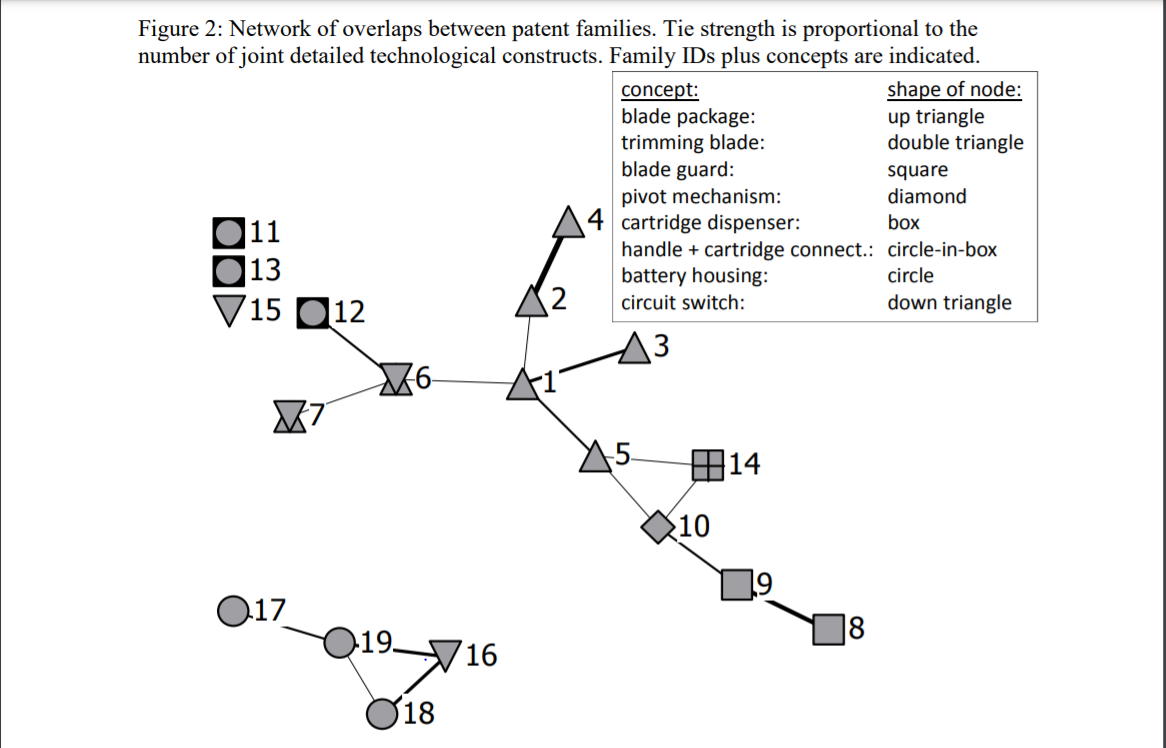 Figure 2: Network of overlaps between patent families. Tie strength is proportional to the
number of joint detailed technological constructs. Family IDs plus concepts are indicated.
concept: shape of node:
blade package: up triangle
trimming blade: double triangle
blade guard: square
pivot mechanism: diamond
cartridge dispenser: box
handle + cartridge connect.: circle-in-box
battery housing: circle
circuit switch: down triangle
4
11
13
15
12
2
3
6
1
7
5
14
10
9
8
17
19
16
18